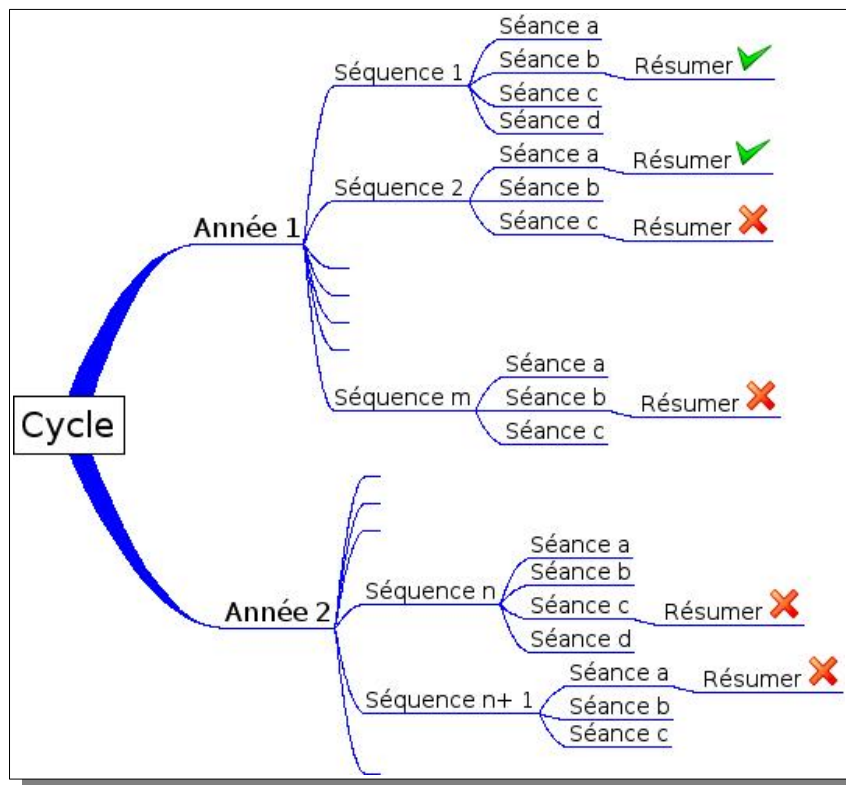 Cycle
Année 1
Séquence 1
Séance a
Séance b
Résumer
Séance c
Séance d
Séquence 2
Séance a
Résumer
Séance b
Séance c
Résumer
Séquence m
Séance a
Séance b
Résumer
Séance c
Année 2
Séquence n
Séance a
Séance b
Séance c
Résumer
Séance d
Séquence n+ 1
Séance a
Résumer
Séance b
Séance c